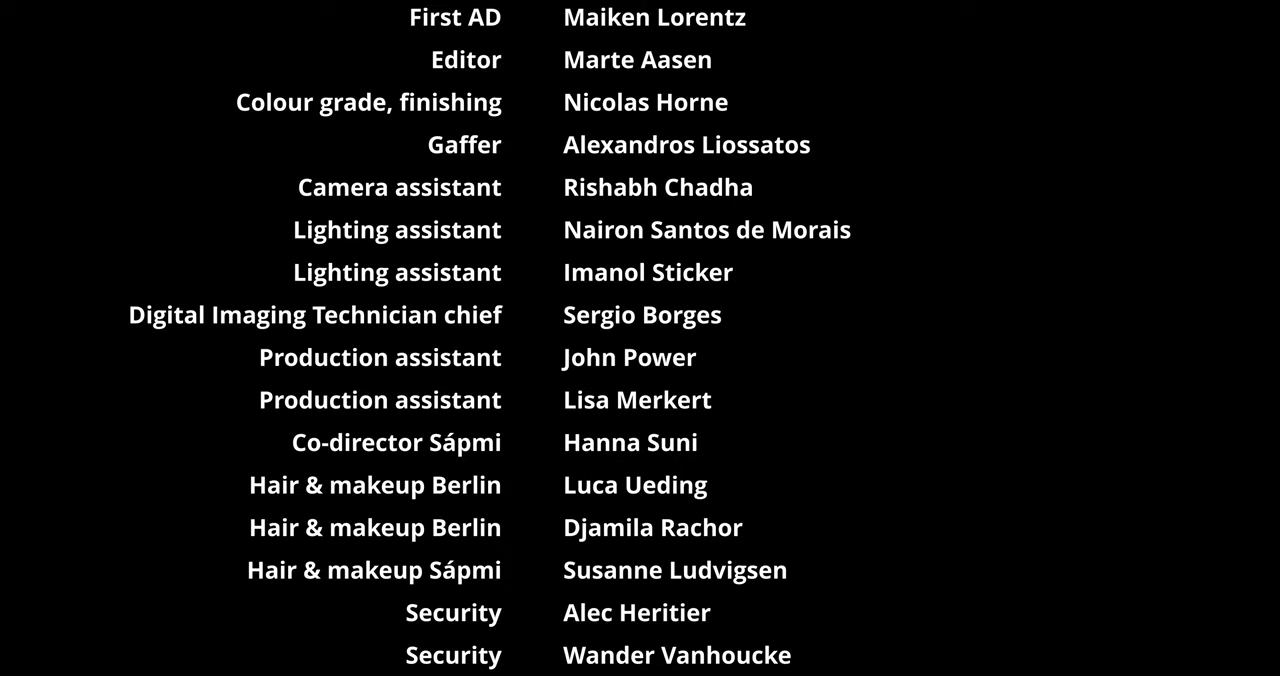 First AD Maiken Lorentz
Editor Marte Aasen
Colour grade, finishing Nicolas Horne
Gaffer Alexandros Liossatos
Camera assistant Rishabh Chadha
Lighting assistant Nairon Santos de Morais
Lighting assistant Imanol Sticker
Digital Imaging Technician chief Sergio Borges
Production assistant John Power
Production assistant Lisa Merkert
Co-director Sápmi Hanna Suni
Hair & makeup Berlin Luca Ueding
Hair & makeup Berlin Djamila Rachor
Hair & makeup Sápmi Susanne Ludvigsen
Security Alec Heritier
Security Wander Vanhoucke